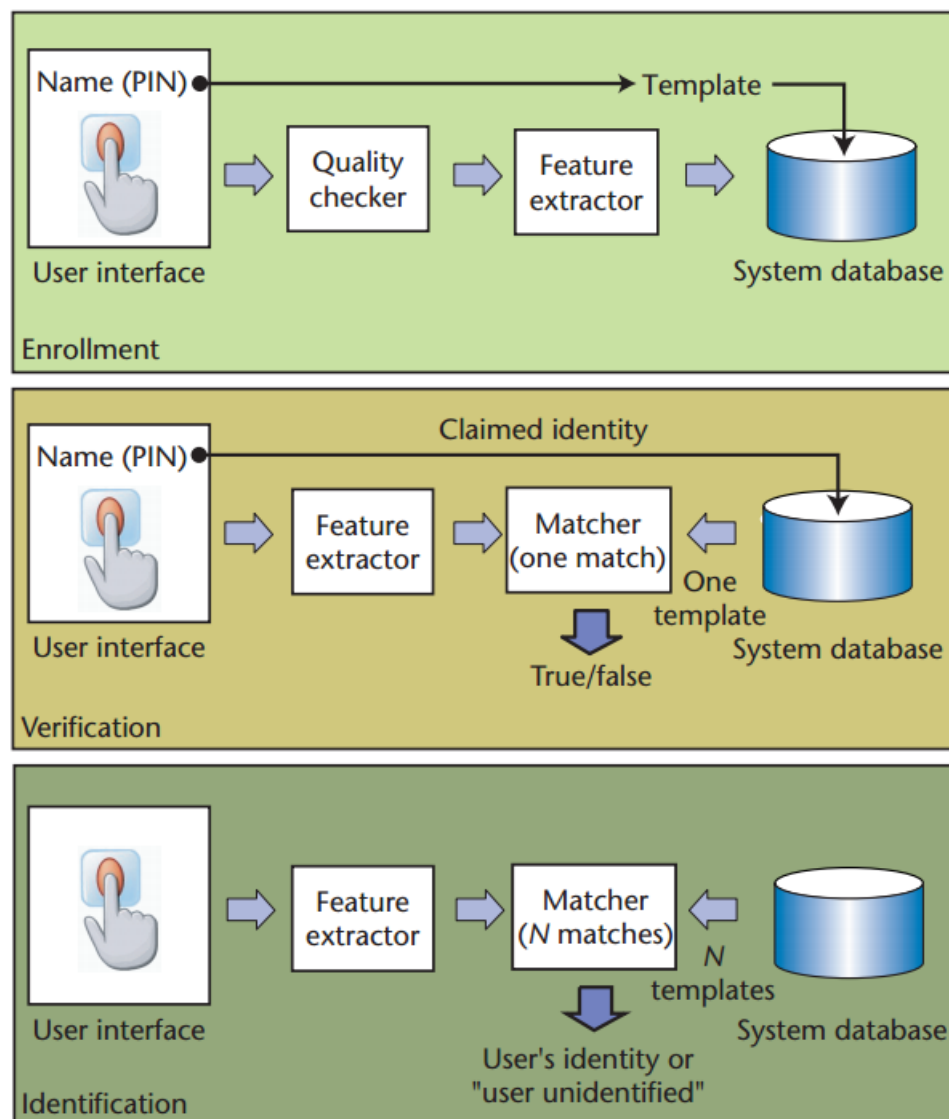 Name (PIN)
Template
Quality
checker
Feature
extractor
User interface
System database
Enrollment
Claimed identity
Name (PIN)
Feature
extractor
Matcher
(one match)
One
template
User interface
System database
True/false
Verification
Feature
extractor
Matcher
(N matches)
N
templates
User interface
System database
User's identity or
"user unidentified"
Identification